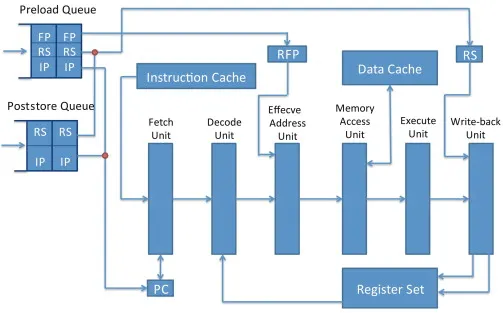 Preload Queue
FP FP
RS RS
IP IP
RFP
RS
Instruction Cache
Data Cache
Poststore Queue
RS RS
IP IP
Fetch
Unit
Decode
Unit
Effecve
Address
Unit
Memory
Access
Unit
Execute
Unit
Write-back
Unit
PC
Register Set